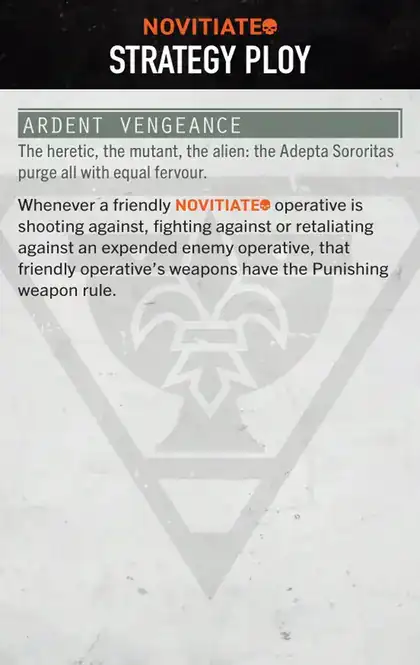 NOVITIATE
STRATEGY PLOY
ARDENT VENGEANCE
The heretic, the mutant, the alien: the Adepta Sororitas
purge all with equal fervour.
Whenever a friendly NOVITIATE operative is
shooting against, fighting against or retaliating
against an expended enemy operative, that
friendly operative's weapons have the Punishing
weapon rule.